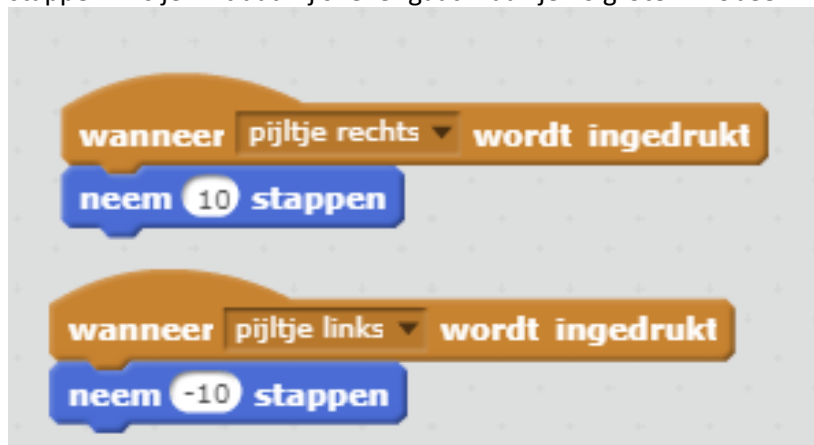 wanneer pijltje rechts wordt ingedrukt
neem 10 stappen
wanneer pijltje links wordt ingedrukt
neem -10 stappen